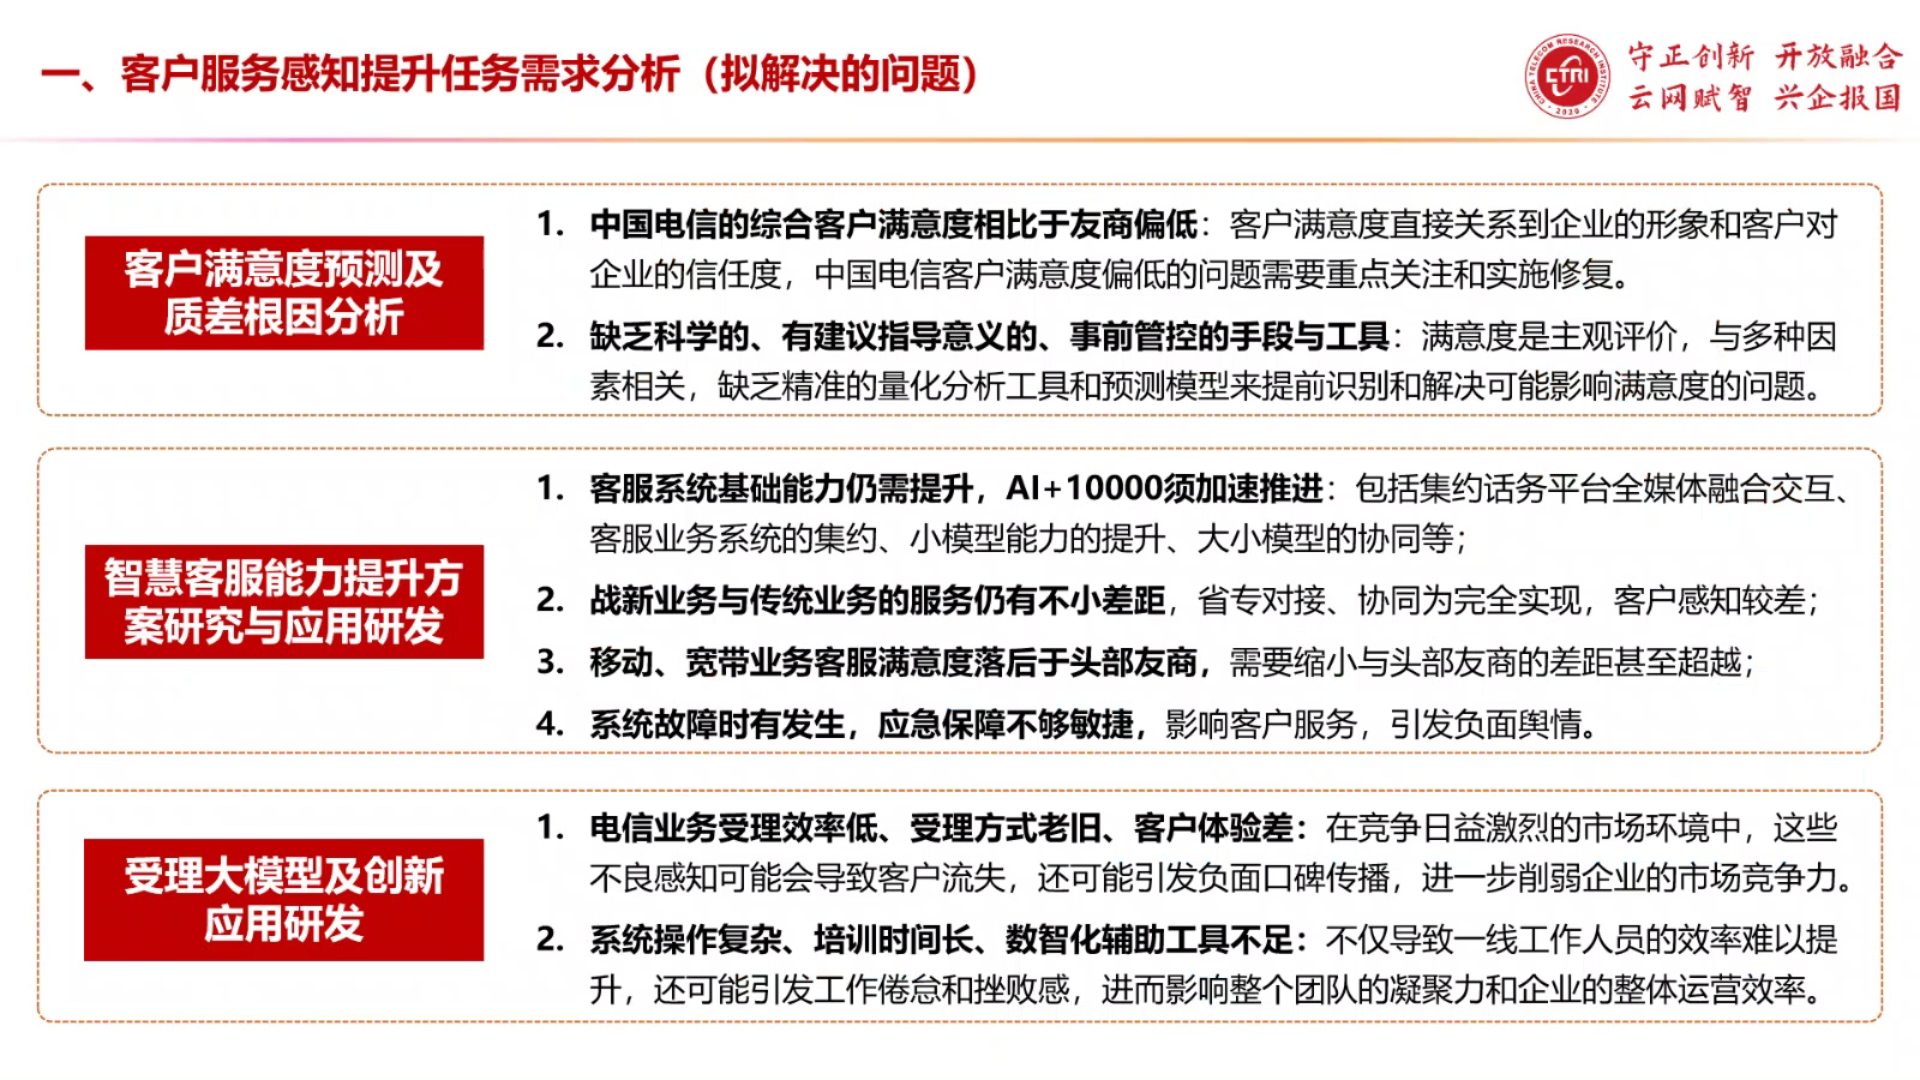 一、客户服务感知提升任务需求分析（拟解决的问题）
CHINA TELECOM RESEARCH INSTITUTE
CTRI
·2020·
守正创新 开放融合
云网赋智 兴企报国
客户满意度预测及
质差根因分析
1. 中国电信的综合客户满意度相比于友商偏低：客户满意度直接关系到企业的形象和客户对
企业的信任度，中国电信客户满意度偏低的问题需要重点关注和实施修复。
2. 缺乏科学的、有建议指导意义的、事前管控的手段与工具：满意度是主观评价，与多种因
素相关，缺乏精准的量化分析工具和预测模型来提前识别和解决可能影响满意度的问题。
智慧客服能力提升方
案研究与应用研发
1. 客服系统基础能力仍需提升，AI+10000须加速推进：包括集约话务平台全媒体融合交互、
客服业务系统的集约、小模型能力的提升、大小模型的协同等；
2. 战新业务与传统业务的服务仍有不小差距，省专对接、协同为完全实现，客户感知较差；
3. 移动、宽带业务客服满意度落后于头部友商，需要缩小与头部友商的差距甚至超越；
4. 系统故障时有发生，应急保障不够敏捷，影响客户服务，引发负面舆情。
受理大模型及创新
应用研发
1. 电信业务受理效率低、受理方式老旧、客户体验差：在竞争日益激烈的市场环境中，这些
不良感知可能会导致客户流失，还可能引发负面口碑传播，进一步削弱企业的市场竞争力。
2. 系统操作复杂、培训时间长、数智化辅助工具不足：不仅导致一线工作人员的效率难以提
升，还可能引发工作倦怠和挫败感，进而影响整个团队的凝聚力和企业的整体运营效率。